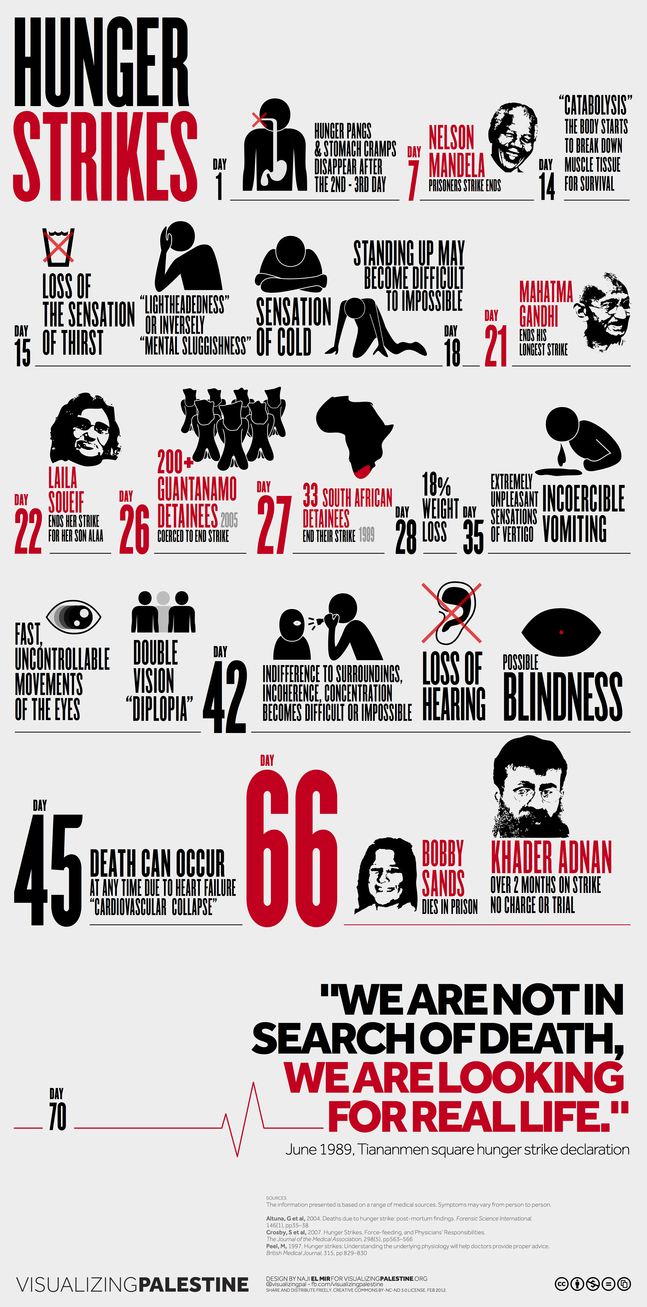 HUNGER
STRIKES
DAY
1
HUNGER PANGS
& STOMACH CRAMPS
DISAPPEAR AFTER
THE 2ND - 3RD DAY
DAY
7
NELSON
MANDELA
PRISONERS STRIKE ENDS
DAY
14
"CATABOLYSIS"
THE BODY STARTS
TO BREAK DOWN
MUSCLE TISSUE
FOR SURVIVAL
DAY
15
LOSS OF
THE SENSATION
OF THIRST
"LIGHTHEADEDNESS"
OR INVERSELY
"MENTAL SLUGGISHNESS"
SENSATION
OF COLD
STANDING UP MAY
BECOME DIFFICULT
TO IMPOSSIBLE
DAY
18
DAY
21
MAHATMA
GANDHI
ENDS HIS
LONGEST STRIKE
DAY
22
LAILA
SOUEIF
ENDS HER STRIKE
FOR HER SON ALAA
DAY
26
200+
GUANTANAMO
DETAINEES 2005
COERCED TO END STRIKE
DAY
27
33 SOUTH AFRICAN
DETAINEES
END THEIR STRIKE 1989
DAY
28
18%
WEIGHT
LOSS
DAY
35
EXTREMELY
UNPLEASANT
SENSATIONS
OF VERTIGO
INCOERCIBLE
VOMITING
FAST,
UNCONTROLLABLE
MOVEMENTS
OF THE EYES
DOUBLE
VISION
"DIPLOPIA"
DAY
42
INDIFFERENCE TO SURROUNDINGS,
INCOHERENCE, CONCENTRATION
BECOMES DIFFICULT OR IMPOSSIBLE
LOSS OF
HEARING
POSSIBLE
BLINDNESS
DAY
45
DEATH CAN OCCUR
AT ANY TIME DUE TO HEART FAILURE
"CARDIOVASCULAR COLLAPSE"
DAY
66
BOBBY
SANDS
DIES IN PRISON
KHADER ADNAN
OVER 2 MONTHS ON STRIKE
NO CHARGE OR TRIAL
DAY
70
"WE ARE NOT IN
SEARCH OF DEATH,
WE ARE LOOKING
FOR REAL LIFE."
June 1989, Tiananmen square hunger strike declaration
SOURCES
The information presented is based on a range of medical sources. Symptoms may vary from person to person.
Altuna, G et al, 2004. Deaths due to hunger strike: post-mortum findings. Forensic Science International,
146(1), pp35-38
Crosby, S et al, 2007. Hunger Strikes, Force-feeding, and Physicians' Responsibilities.
The Journal of the Medical Association, 298(5), pp563-566
Peel, M, 1997. Hunger strikes: Understanding the underlying physiology will help doctors provide proper advice.
British Medical Journal, 315, pp.829-830
VISUALIZINGPALESTINE
DESIGN BY NAJI EL MIR FOR VISUALIZINGPALESTINE.ORG
@visualizingpal - fb.com/visualizingpalestine
SHARE AND DISTRIBUTE FREELY. CREATIVE COMMONS BY-NC-ND 3.0 LICENSE. FEB 2012